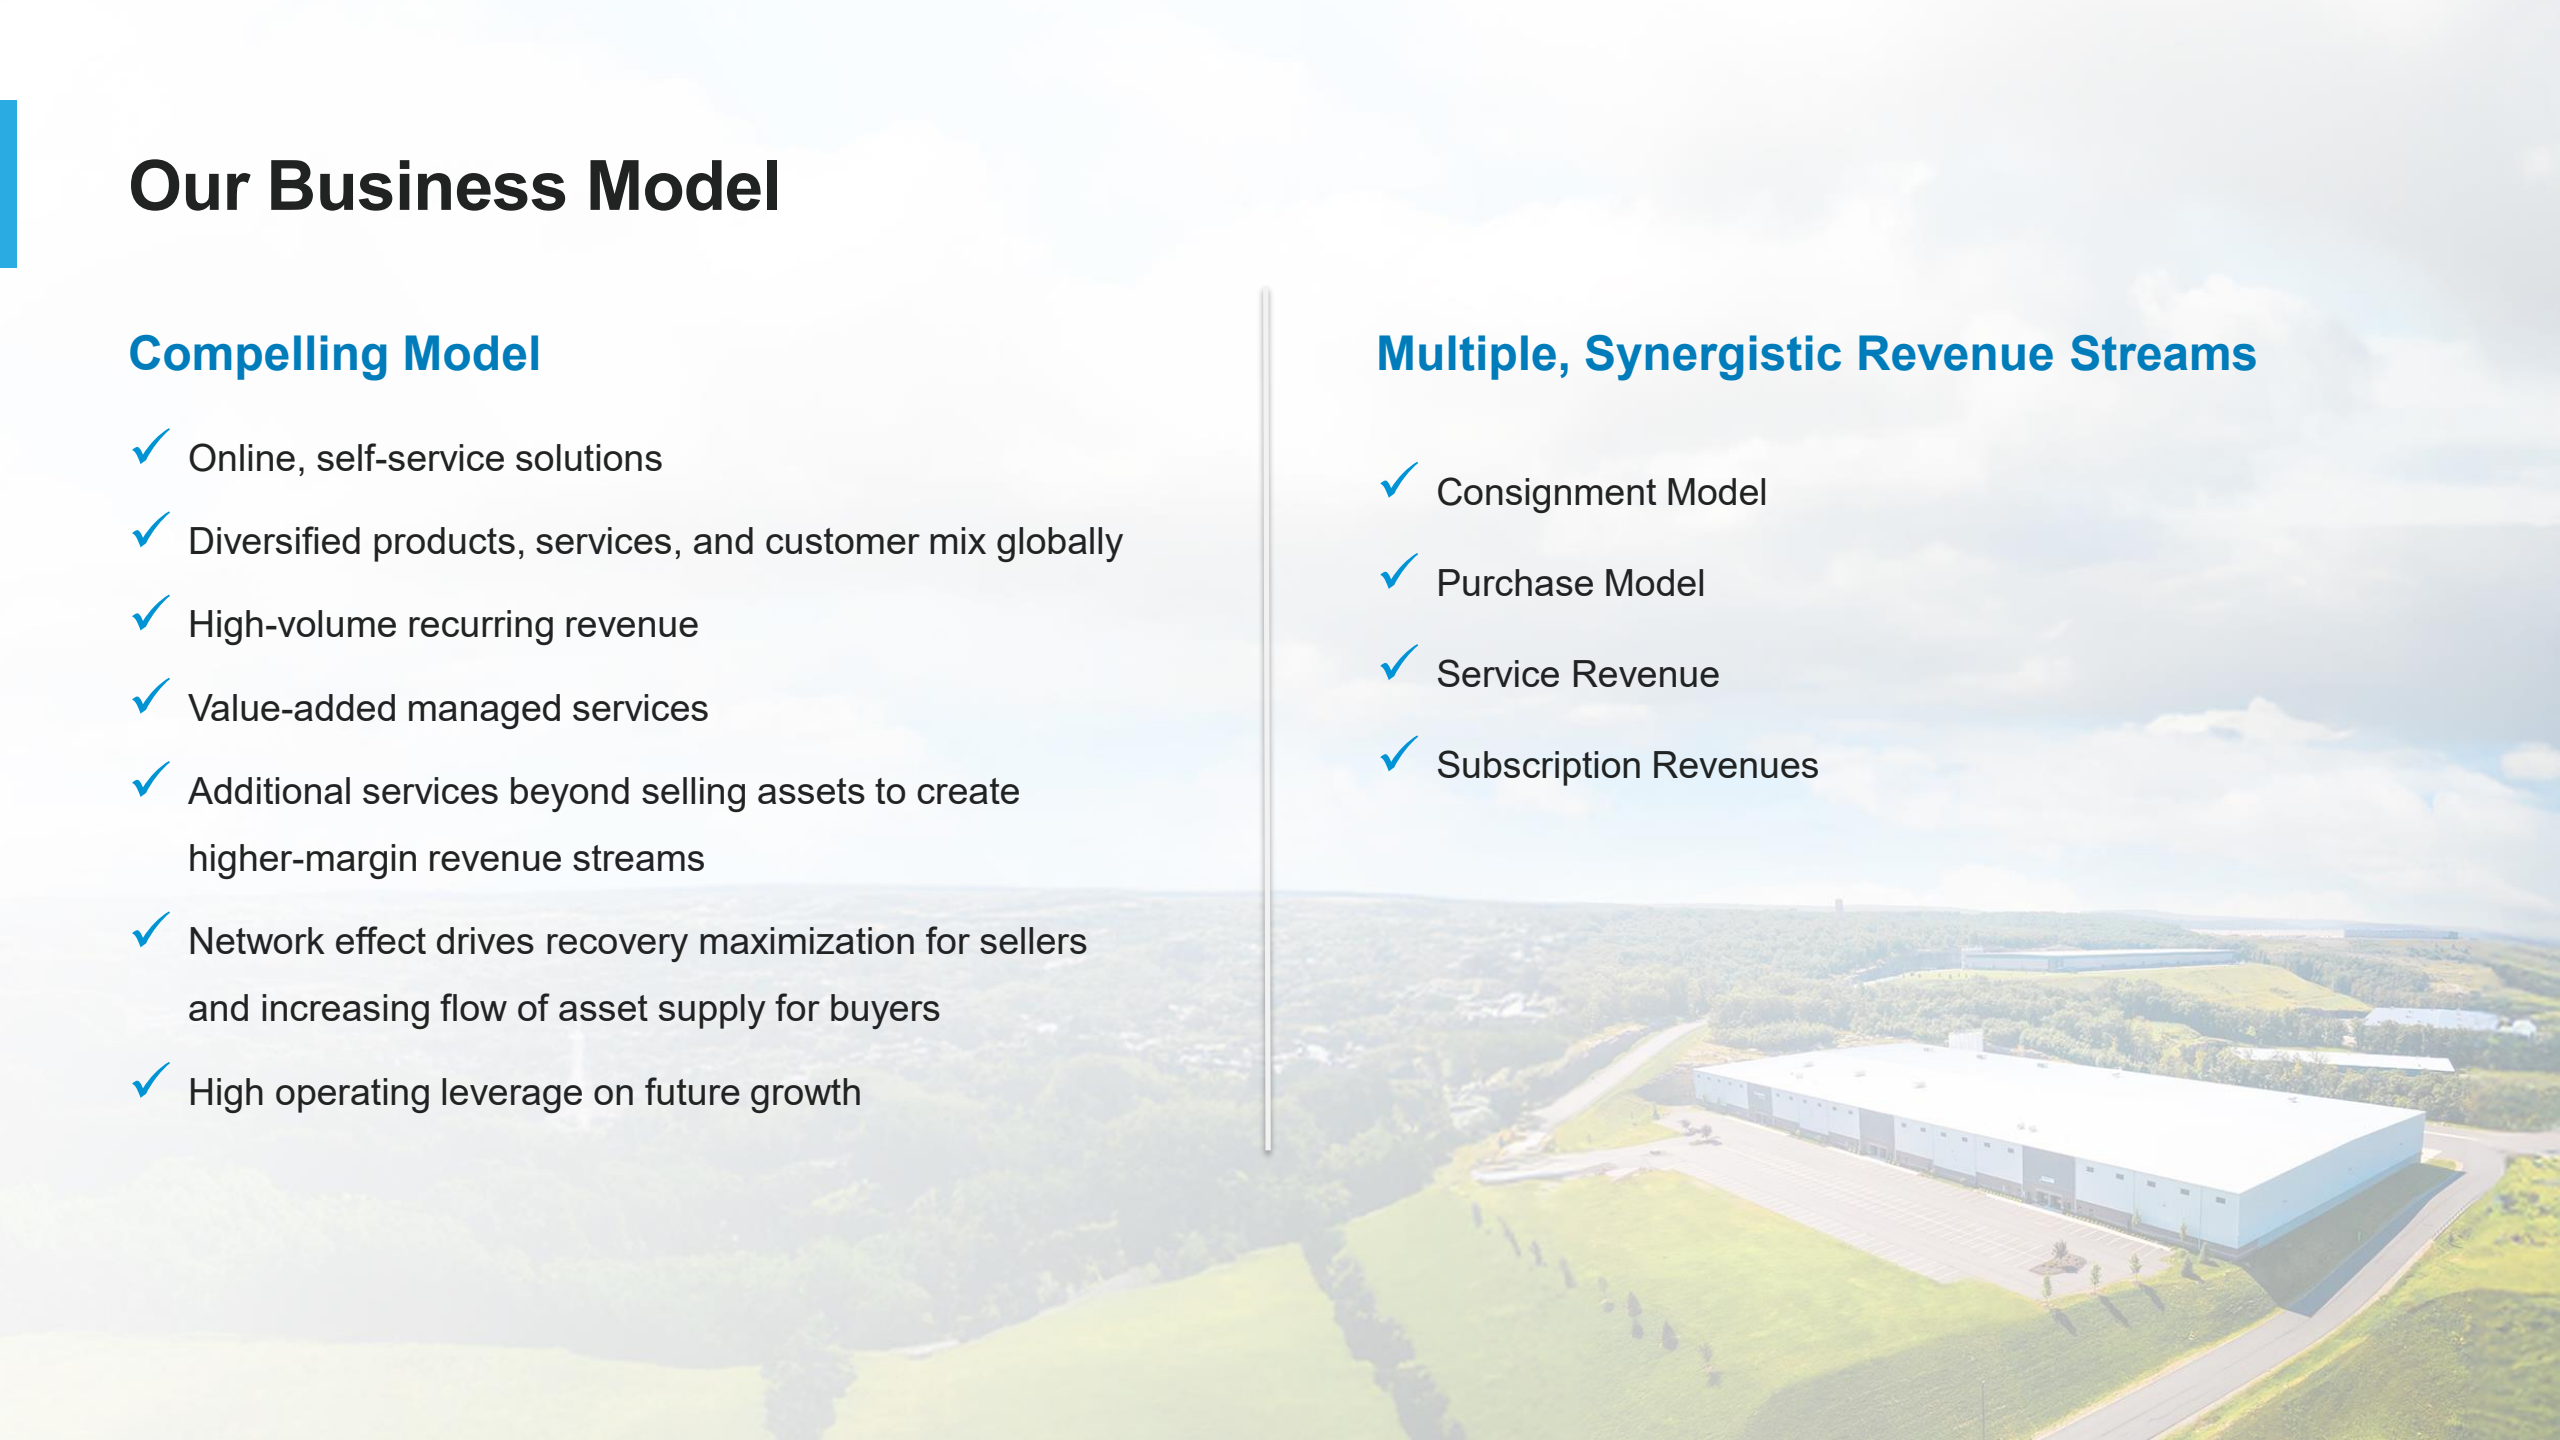 Our Business Model
Compelling Model
Online, self-service solutions
Diversified products, services, and customer mix globally
High-volume recurring revenue
Value-added managed services
Additional services beyond selling assets to create
higher-margin revenue streams
Network effect drives recovery maximization for sellers
and increasing flow of asset supply for buyers
High operating leverage on future growth
Multiple, Synergistic Revenue Streams
Consignment Model
Purchase Model
Service Revenue
Subscription Revenues